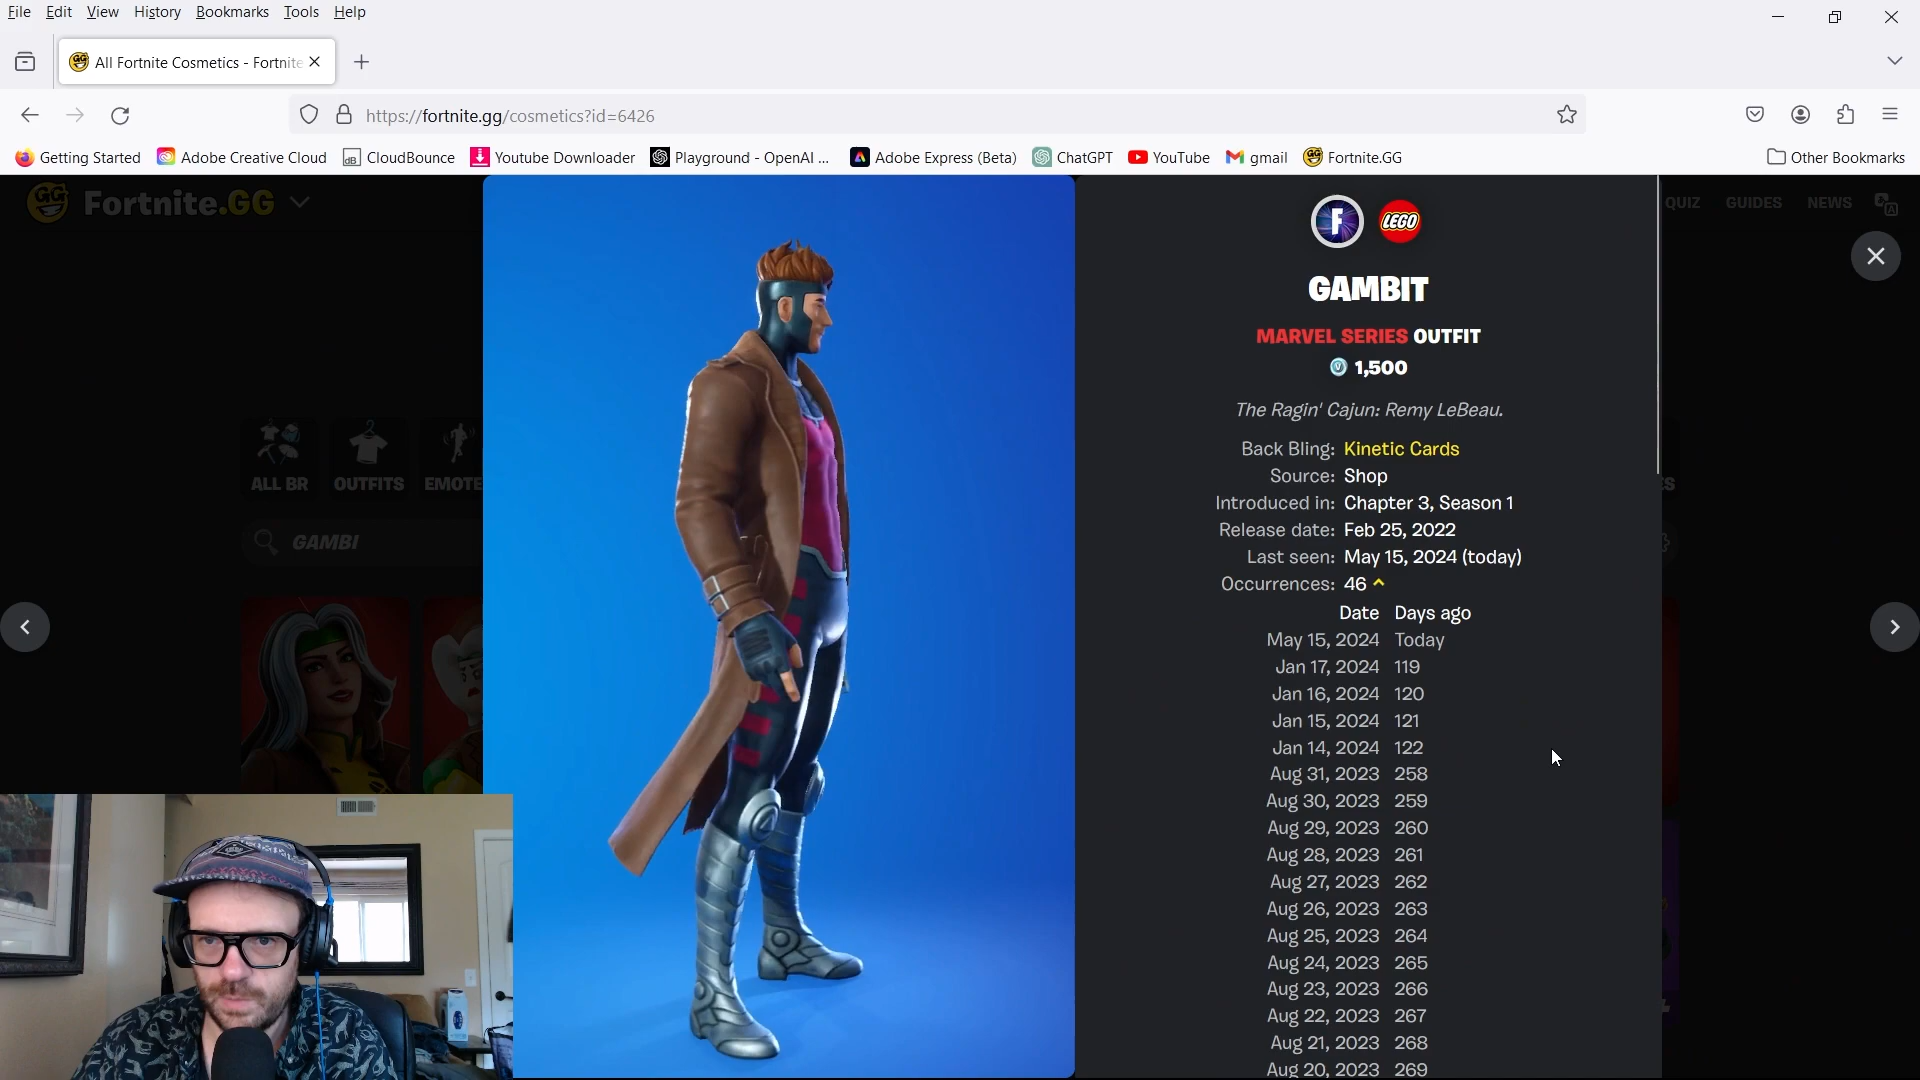 File Edit View History Bookmarks Tools Help
All Fortnite Cosmetics - Fortnite
https://fortnite.gg/cosmetics?id=6426
Getting Started Adobe Creative Cloud dB CloudBounce Youtube Downloader Playground - OpenAI ... Adobe Express (Beta) ChatGPT YouTube gmail Fortnite.GG Other Bookmarks
GG Fortnite.GG QUIZ GUIDES NEWS
F LEGO
GAMBIT
MARVEL SERIES OUTFIT
V 1,500
The Ragin' Cajun: Remy LeBeau.
Back Bling: Kinetic Cards
Source: Shop
Introduced in: Chapter 3, Season 1
Release date: Feb 25, 2022
Last seen: May 15, 2024 (today)
Occurrences: 46
ALL BR OUTFITS EMOTE
GAMBI
Date Days ago
May 15, 2024 Today
Jan 17, 2024 119
Jan 16, 2024 120
Jan 15, 2024 121
Jan 14, 2024 122
Aug 31, 2023 258
Aug 30, 2023 259
Aug 29, 2023 260
Aug 28, 2023 261
Aug 27, 2023 262
Aug 26, 2023 263
Aug 25, 2023 264
Aug 24, 2023 265
Aug 23, 2023 266
Aug 22, 2023 267
Aug 21, 2023 268
Aug 20, 2023 269